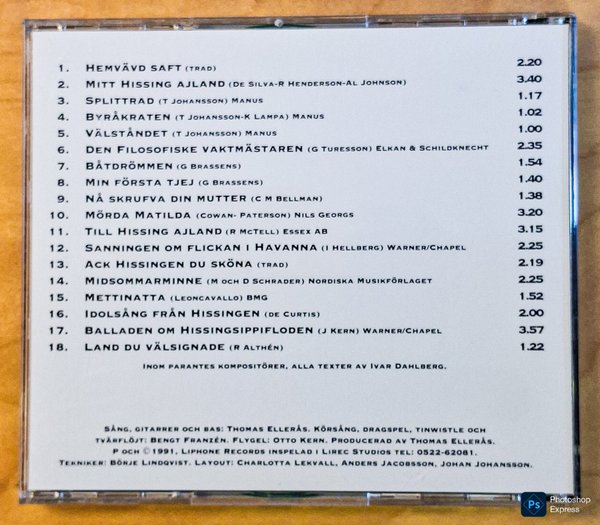 1. Hemvävd saft (trad) 2.20
2. Mitt Hissing ajland (De Silva-R Henderson-Al Johnson) 3.40
3. Splittrad (T Johansson) Manus 1.17
4. Byråkraten (T Johansson-K Lampa) Manus 1.02
5. Välståndet (T Johansson) Manus 1.00
6. Den Filosofiske vaktmästaren (G Turesson) Elkan & Schildknecht 2.35
7. Båtdrömmen (G Brassens) 1.54
8. Min första tjej (G Brassens) 1.40
9. Nå skrufva din mutter (C M Bellman) 1.38
10. Mörda Matilda (Cowan- Paterson) Nils Georgs 3.20
11. Till Hissing ajland (R McTell) Essex AB 3.15
12. Sanningen om flickan i Havanna (I Hellberg) Warner/Chapel 2.25
13. Ack Hissingen du sköna (trad) 2.19
14. Midsommarminne (M och D Schrader) Nordiska Musikförlaget 2.25
15. Mettinatta (Leoncavallo) BMG 1.52
16. Idolsång från Hissingen (de Curtis) 2.00
17. Balladen om Hissingsippifloden (J Kern) Warner/Chapel 3.57
18. Land du välsignade (R Althén) 1.22
Inom parantes kompositörer, alla texter av Ivar Dahlberg.
Sång, gitarrer och bas: Thomas Ellerås. Körsång, dragspel, tinwistle och
tvärflöjt: Bengt Franzén. Flygel: Otto Kern. Producerad av Thomas Ellerås.
P och ©1991, Liphone Records inspelad i Lirec Studios tel: 0522-62081.
Tekniker: Börje Lindqvist. Layout: Charlotta Lekvall, Anders Jacobsson, Johan Johansson.
Ps Photoshop
Express